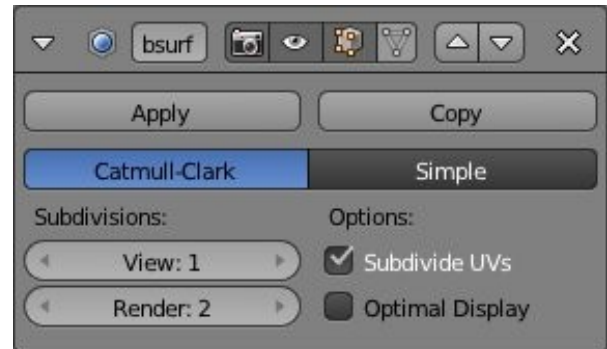 bsurf
Apply Copy
Catmull-Clark Simple
Subdivisions: Options:
View: 1 Subdivide UVs
Render: 2 Optimal Display